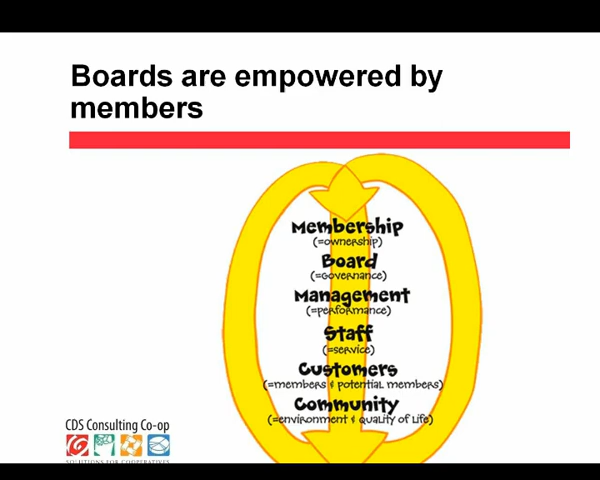 Boards are empowered by
members
Membership
(=ownership)
Board
(=Governance)
Management
(=performance)
Staff
(=service)
Customers
(=members & potential members)
Community
(=environment & quality of Life)
CDS Consulting Co-op
SOLUTIONS FOR COOPERATIVES